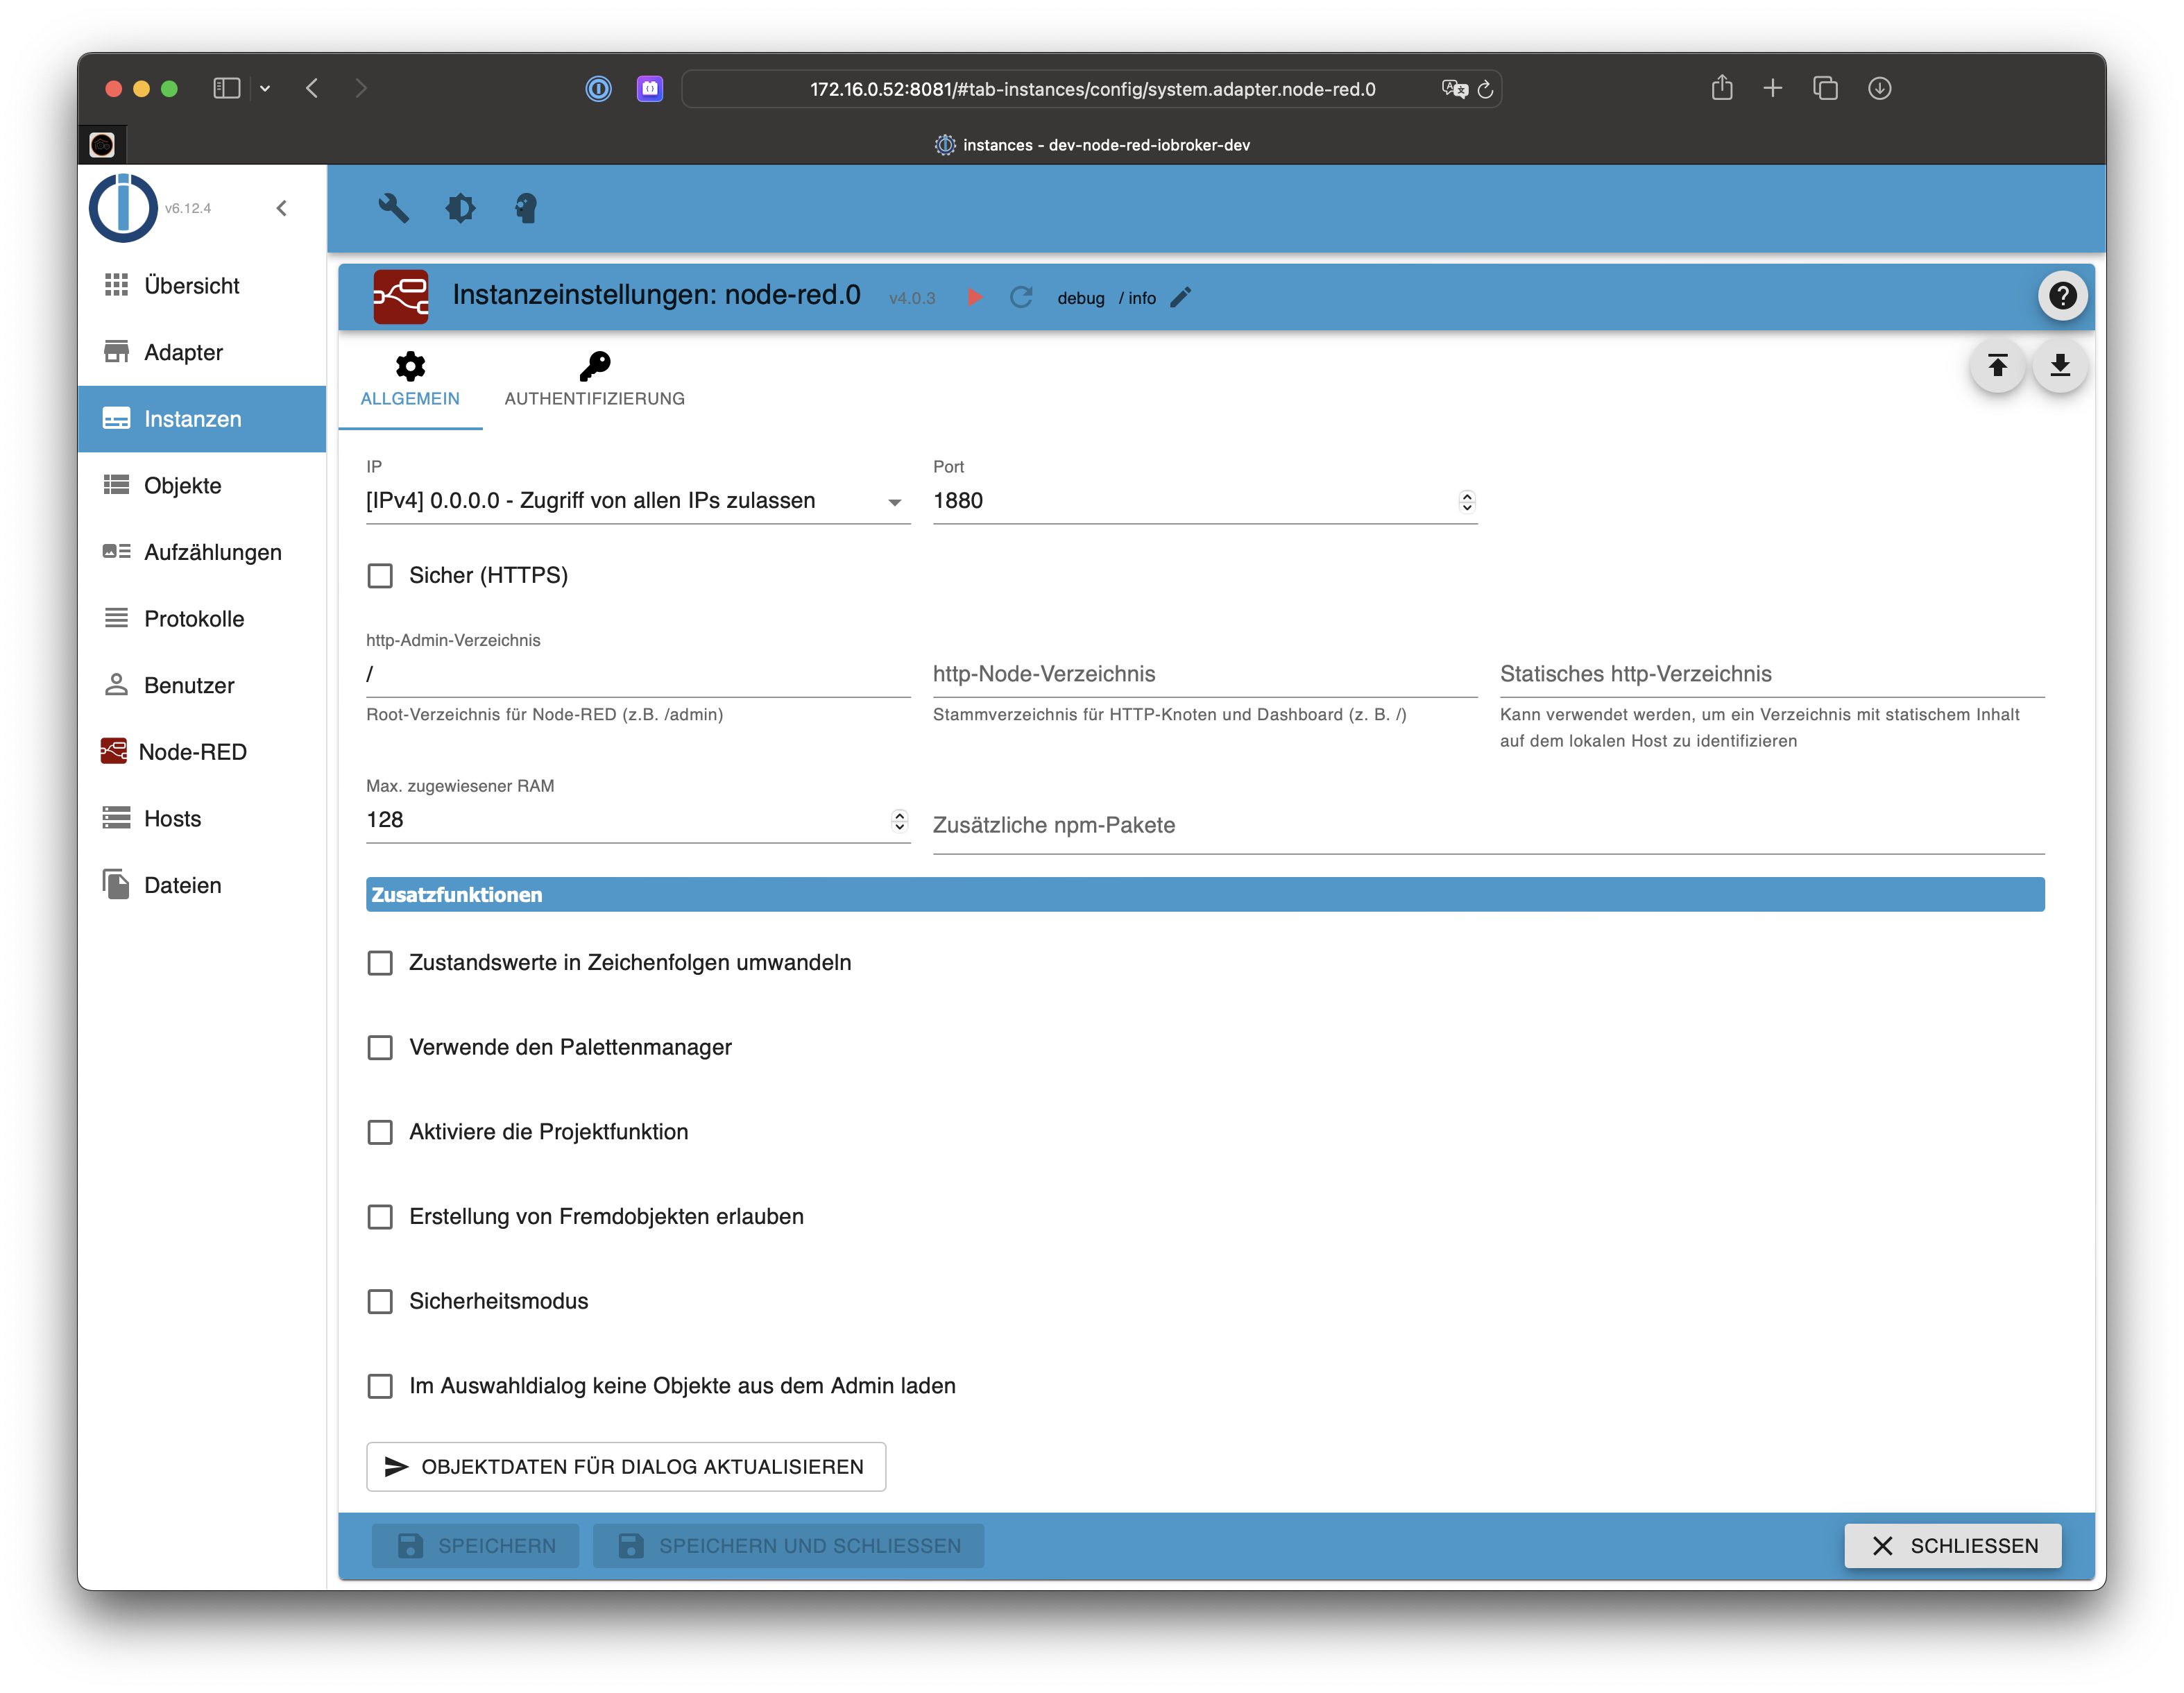 172.16.0.52:8081/#tab-instances/config/system.adapter.node-red.0
instances - dev-node-red-iobroker-dev
v6.12.4
Übersicht
Adapter
Instanzen
Objekte
Aufzählungen
Protokolle
Benutzer
Node-RED
Hosts
Dateien
Instanzeinstellungen: node-red.0 v4.0.3 debug / info
ALLGEMEIN AUTHENTIFIZIERUNG
IP Port
[IPv4] 0.0.0.0 - Zugriff von allen IPs zulassen 1880
Sicher (HTTPS)
http-Admin-Verzeichnis
/ http-Node-Verzeichnis Statisches http-Verzeichnis
Root-Verzeichnis für Node-RED (z.B. /admin) Stammverzeichnis für HTTP-Knoten und Dashboard (z. B. /) Kann verwendet werden, um ein Verzeichnis mit statischem Inhalt
auf dem lokalen Host zu identifizieren
Max. zugewiesener RAM
128 Zusätzliche npm-Pakete
Zusatzfunktionen
Zustandswerte in Zeichenfolgen umwandeln
Verwende den Palettenmanager
Aktiviere die Projektfunktion
Erstellung von Fremdobjekten erlauben
Sicherheitsmodus
Im Auswahldialog keine Objekte aus dem Admin laden
OBJEKTDATEN FÜR DIALOG AKTUALISIEREN
SPEICHERN SPEICHERN UND SCHLIESSEN SCHLIESSEN